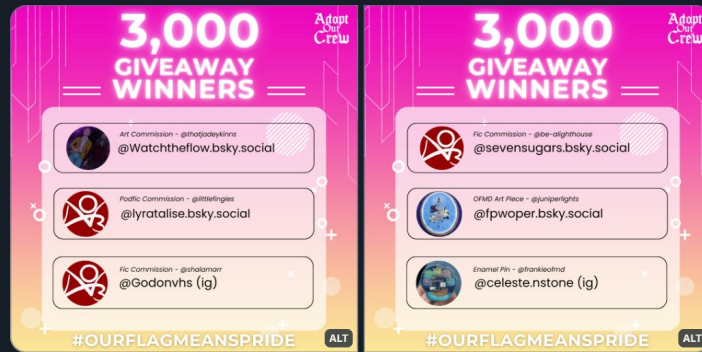 3,000
GIVEAWAY
WINNERS
Adopt
Our
Crew
Art Commission - @thatjadeykinns
@Watchtheflow.bsky.social
Podfic Commission - @littlefingies
@lyratalise.bsky.social
Fic Commission - @shalamarr
@Godonvhs (ig)
#OURFLAGMEANSPRIDE
ALT
3,000
GIVEAWAY
WINNERS
Adopt
Our
Crew
Fic Commission - @be-alighthouse
@sevensugars.bsky.social
OFMD Art Piece - @juniperlights
@fpwoper.bsky.social
Enamel Pin - @frankieofmd
@celeste.nstone (ig)
#OURFLAGMEANSPRIDE
ALT